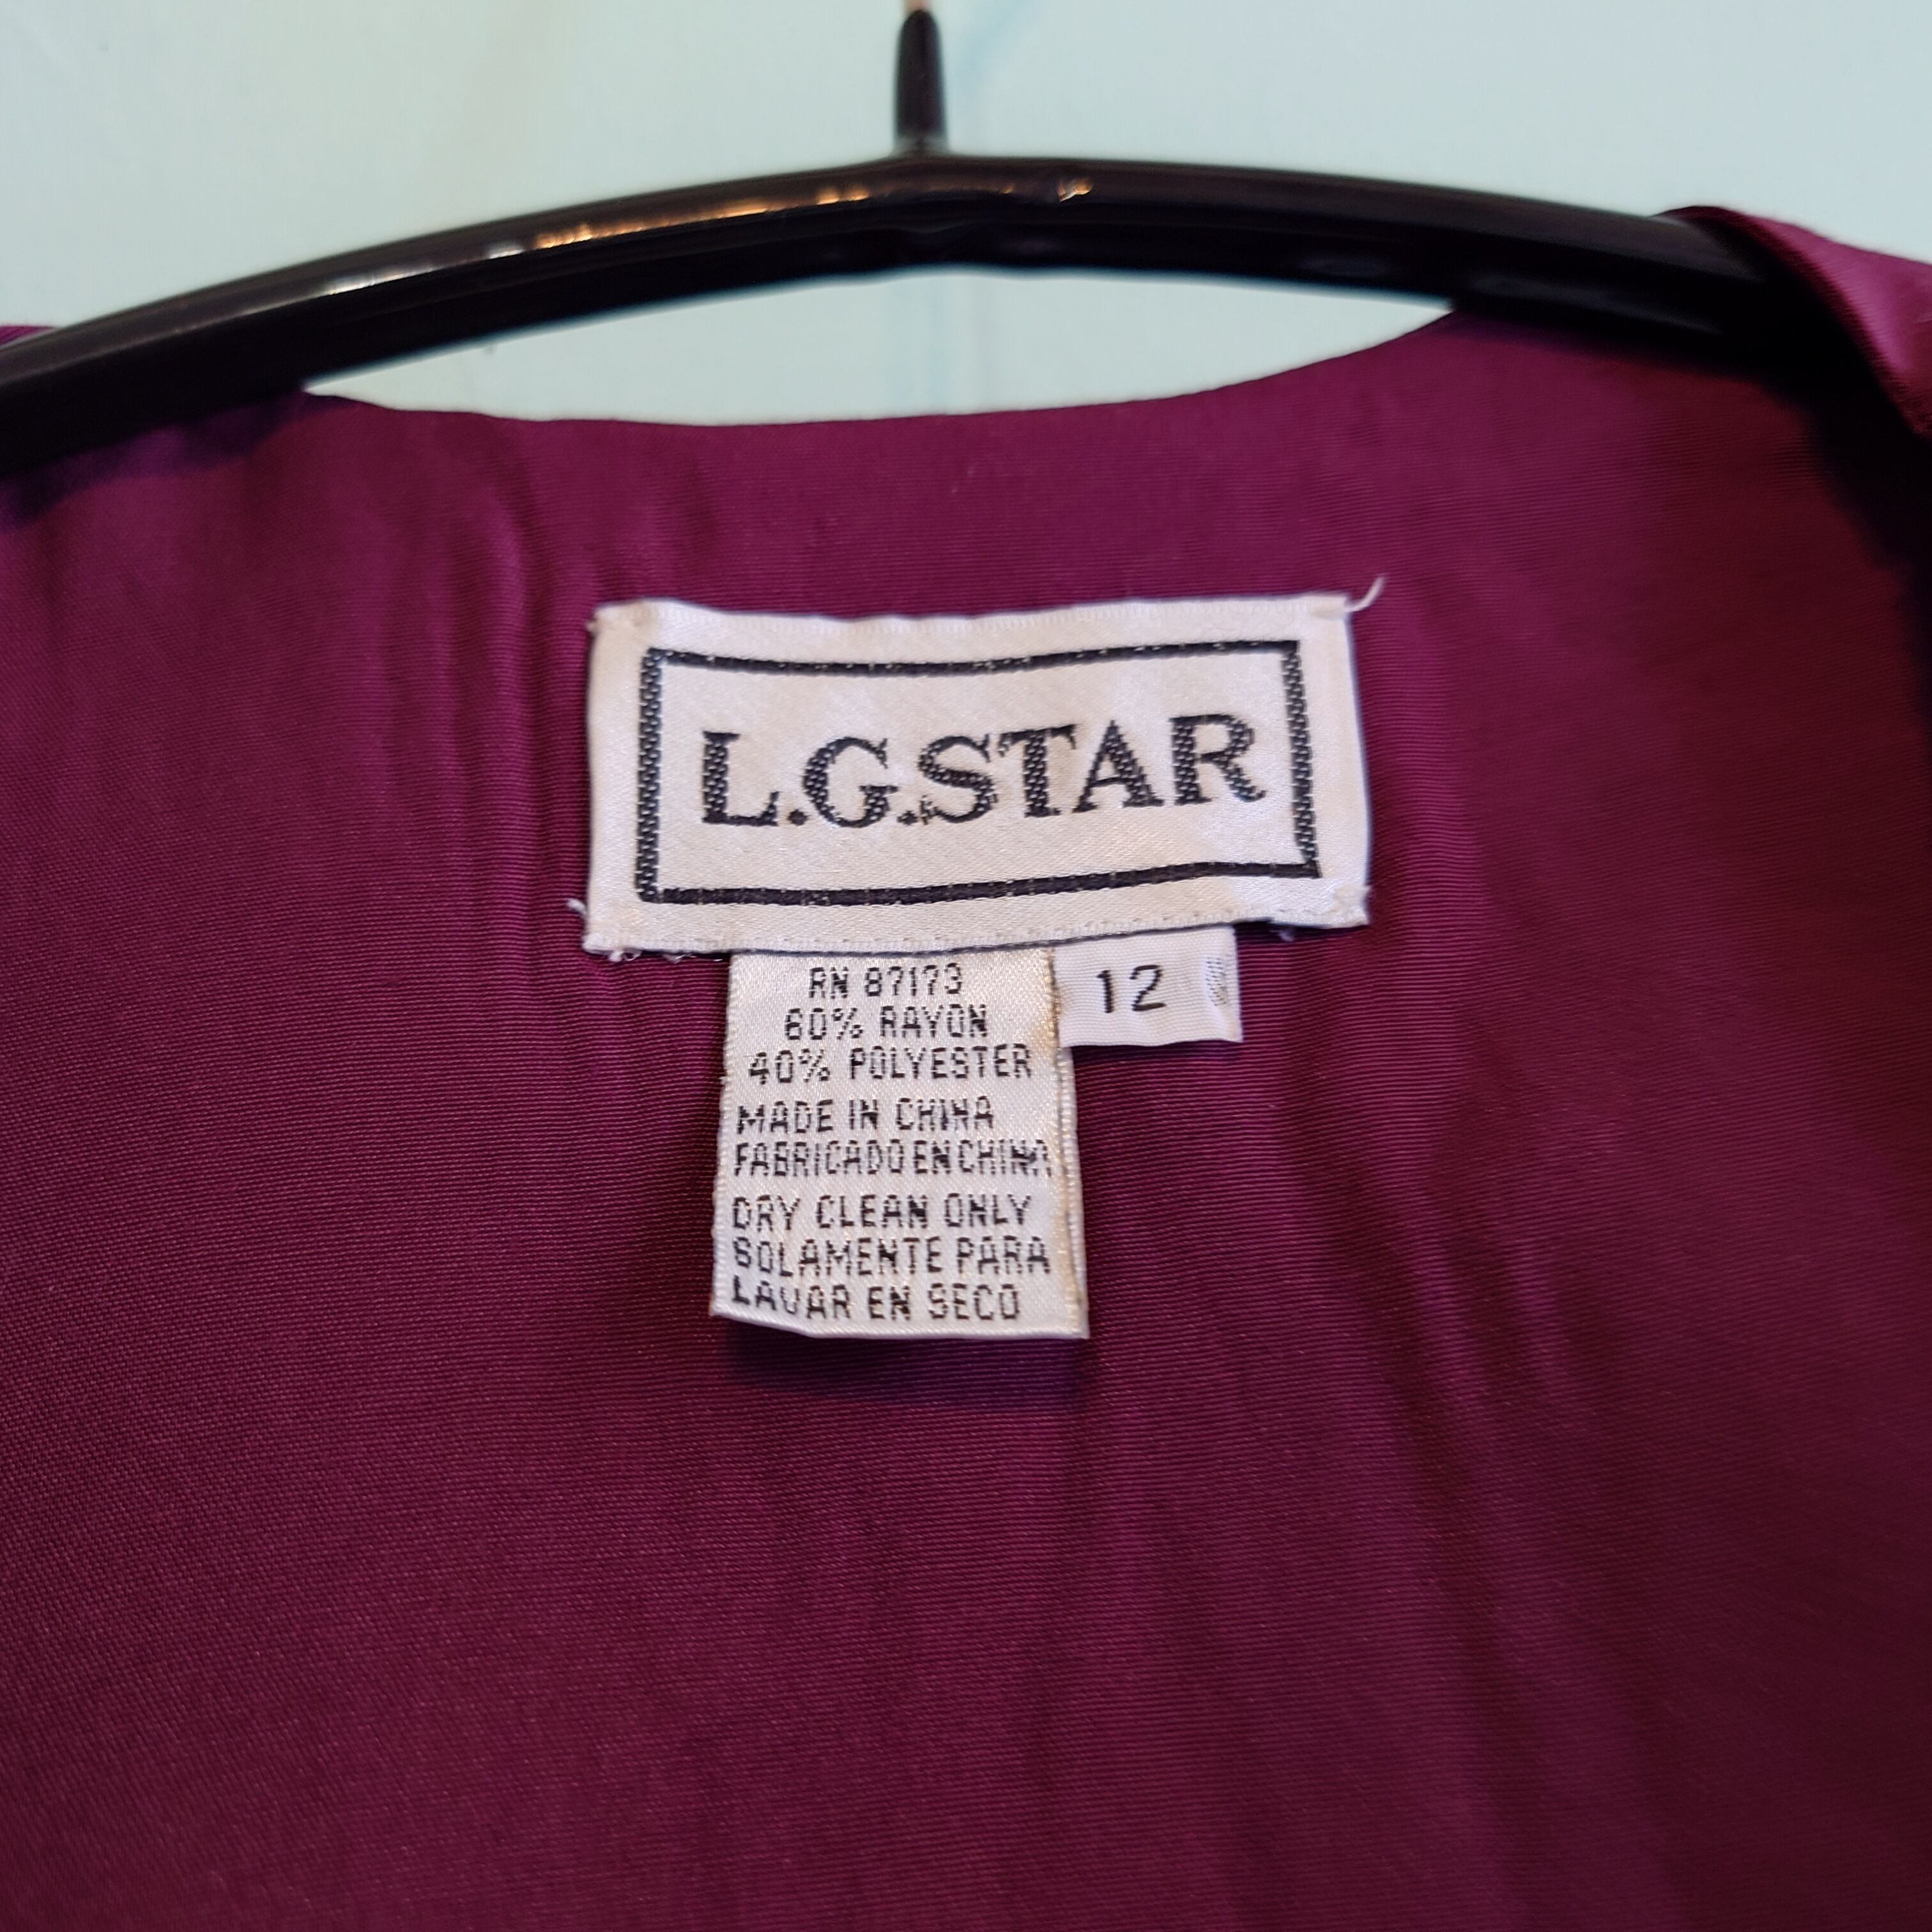 L.G.STAR
RN 87173
60% RAYON
40% POLYESTER
MADE IN CHINA
FABRICADO EN CHINA
DRY CLEAN ONLY
SOLAMENTE PARA
LAVAR EN SECO
12